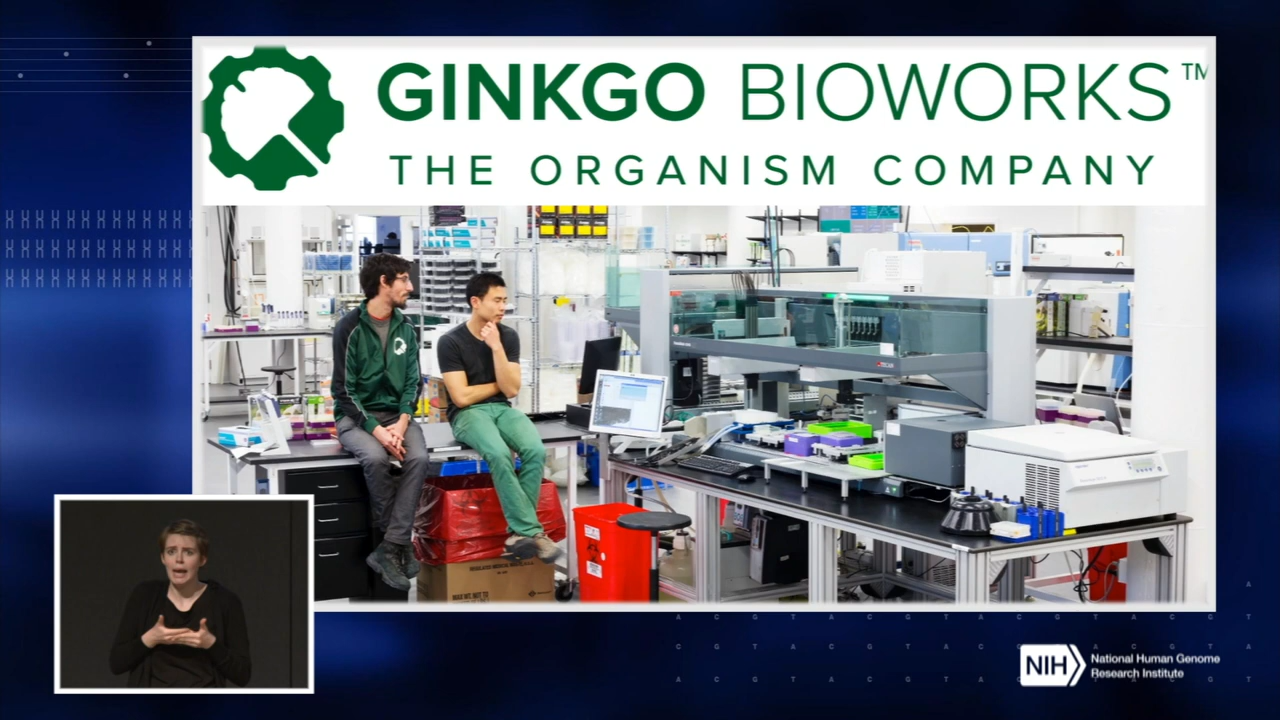 GINKGO BIOWORKS™
THE ORGANISM COMPANY
NIH
National Human Genome
Research Institute